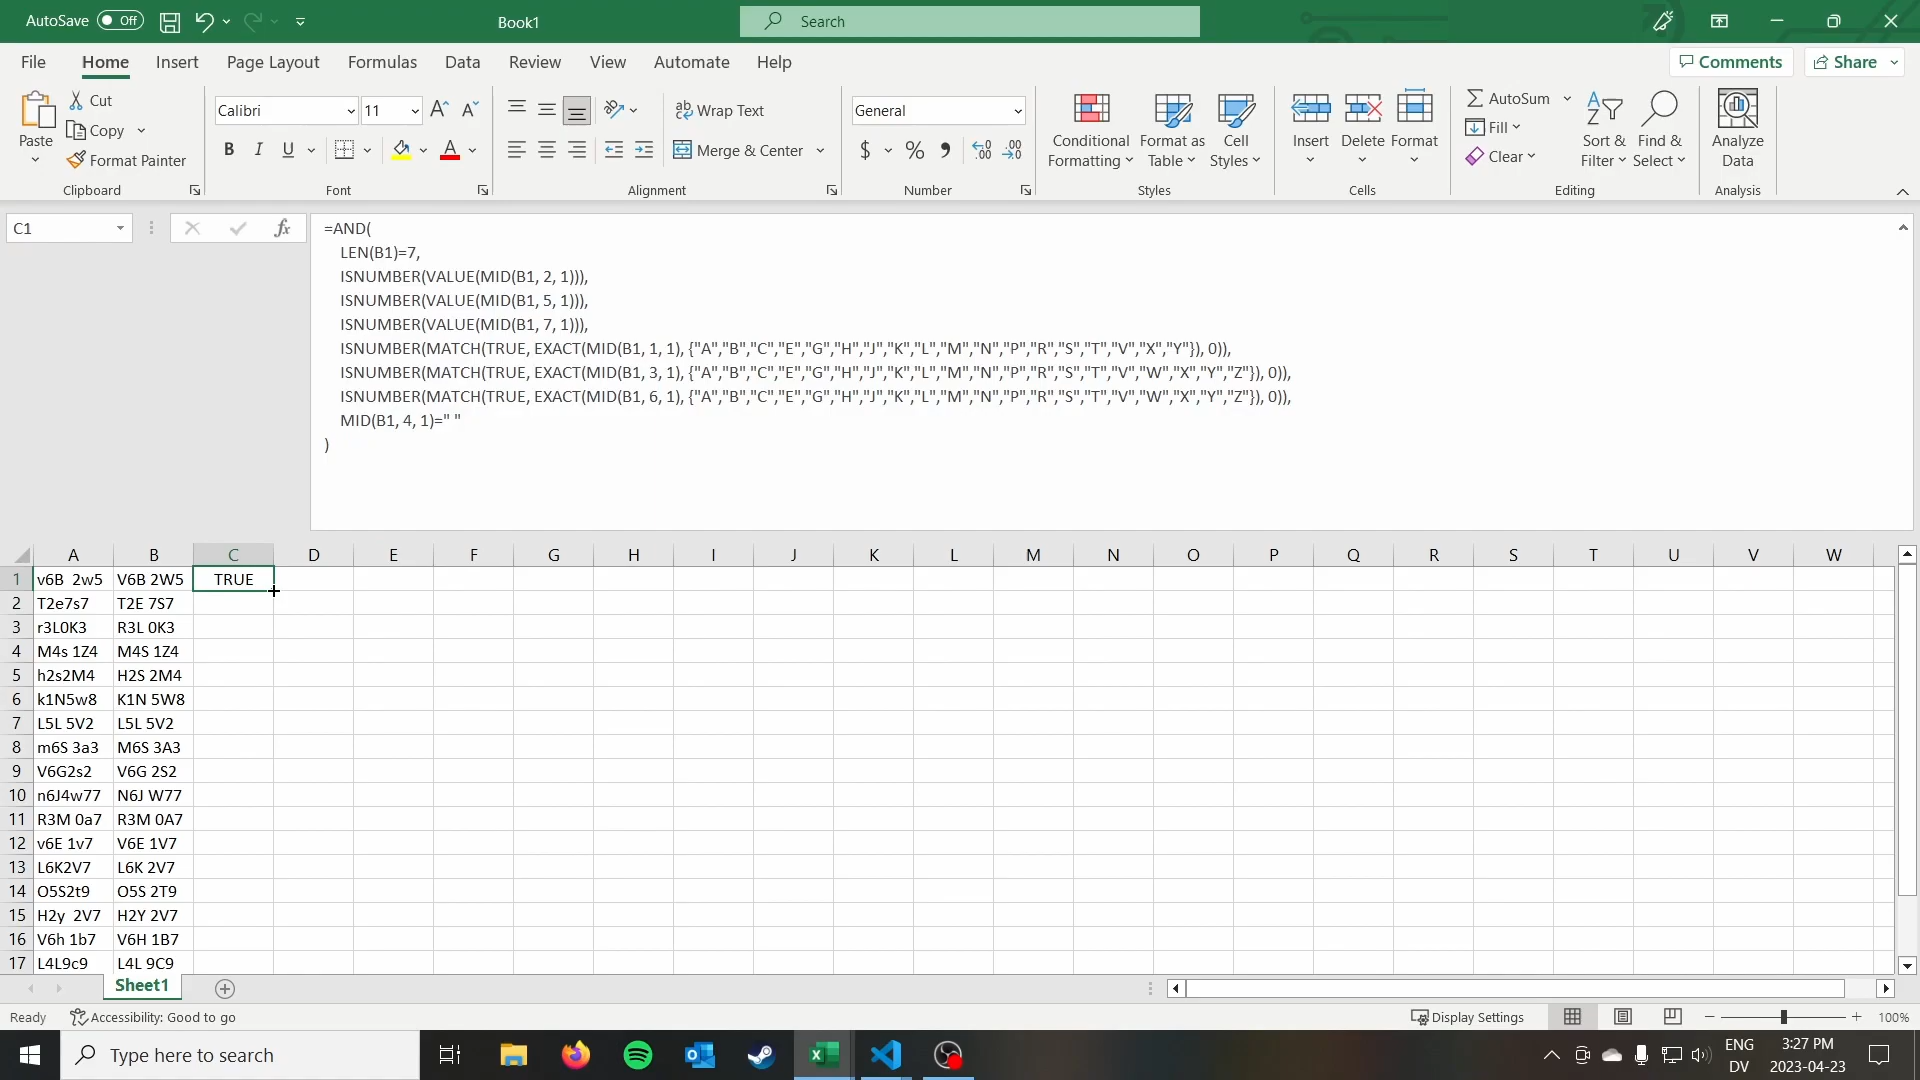 AutoSave Off Book1 Search
File Home Insert Page Layout Formulas Data Review View Automate Help Comments Share
Paste Cut Copy Format Painter Clipboard
Calibri 11 B I U A Font
ab Wrap Text Merge & Center Alignment
General $ % , Number
Conditional Formatting Format as Table Cell Styles Styles
Insert Delete Format Cells
AutoSum Fill Clear Sort & Filter Find & Select Editing
Analyze Data Analysis
C1 fx
=AND(
LEN(B1)=7,
ISNUMBER(VALUE(MID(B1, 2, 1))),
ISNUMBER(VALUE(MID(B1, 5, 1))),
ISNUMBER(VALUE(MID(B1, 7, 1))),
ISNUMBER(MATCH(TRUE, EXACT(MID(B1, 1, 1), {"A","B","C","E","G","H","J","K","L","M","N","P","R","S","T","V","X","Y"}), 0)),
ISNUMBER(MATCH(TRUE, EXACT(MID(B1, 3, 1), {"A","B","C","E","G","H","J","K","L","M","N","P","R","S","T","V","W","X","Y","Z"}), 0)),
ISNUMBER(MATCH(TRUE, EXACT(MID(B1, 6, 1), {"A","B","C","E","G","H","J","K","L","M","N","P","R","S","T","V","W","X","Y","Z"}), 0)),
MID(B1, 4, 1)=" "
)
A B C D E F G H I J K L M N O P Q R S T U V W
1 v6B  2w5 V6B 2W5 TRUE
2 T2e7s7 T2E 7S7
3 r3L0K3 R3L 0K3
4 M4s 1Z4 M4S 1Z4
5 h2s2M4 H2S 2M4
6 k1N5w8 K1N 5W8
7 L5L 5V2 L5L 5V2
8 m6S 3a3 M6S 3A3
9 V6G2s2 V6G 2S2
10 n6J4w77 N6J W77
11 R3M 0a7 R3M 0A7
12 v6E 1v7 V6E 1V7
13 L6K2V7 L6K 2V7
14 O5S2t9 O5S 2T9
15 H2y  2V7 H2Y 2V7
16 V6h 1b7 V6H 1B7
17 L4L9c9 L4L 9C9
Sheet1
Ready Accessibility: Good to go Display Settings 100%
Type here to search ENG DV 3:27 PM 2023-04-23